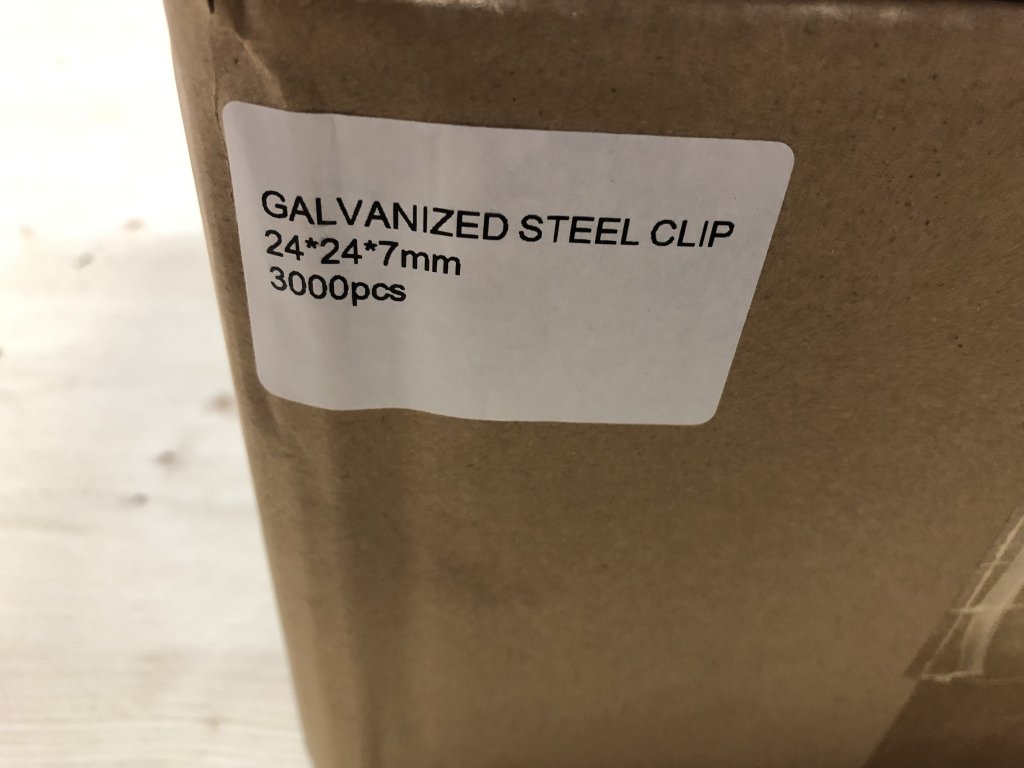 GALVANIZED STEEL CLIP
24*24*7mm
3000pcs